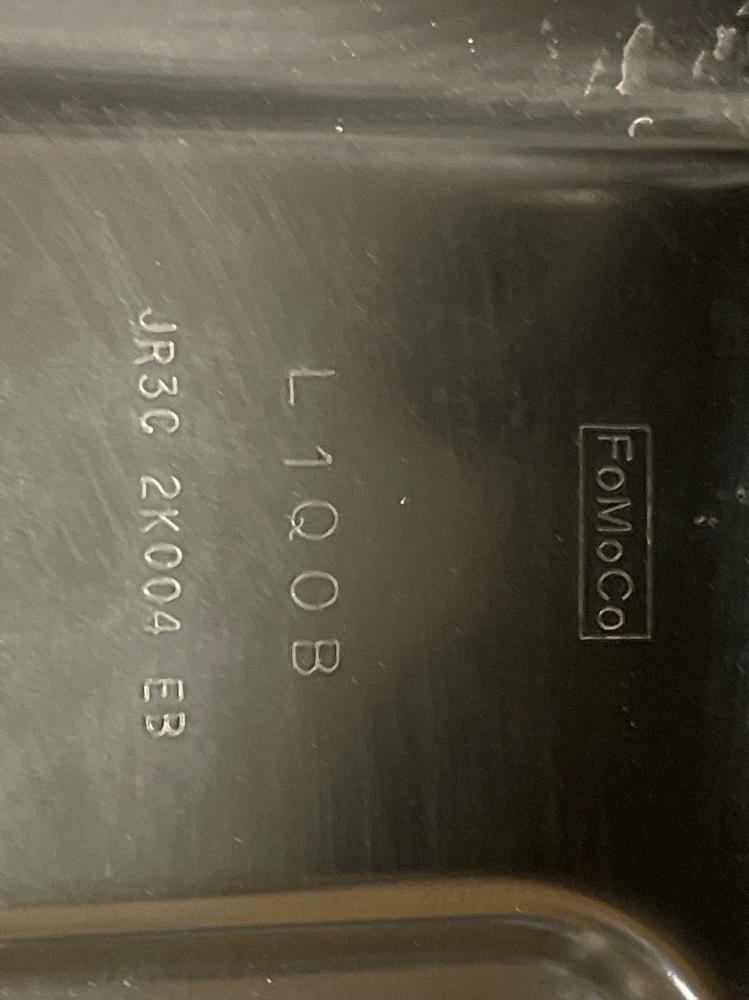 FoMoCo
L1Q0B
JR3C 2K004 EB